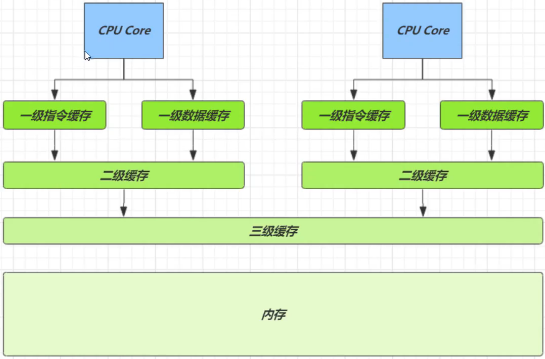 CPU Core
CPU Core
一级指令缓存
一级数据缓存
一级指令缓存
一级数据缓存
二级缓存
二级缓存
三级缓存
内存